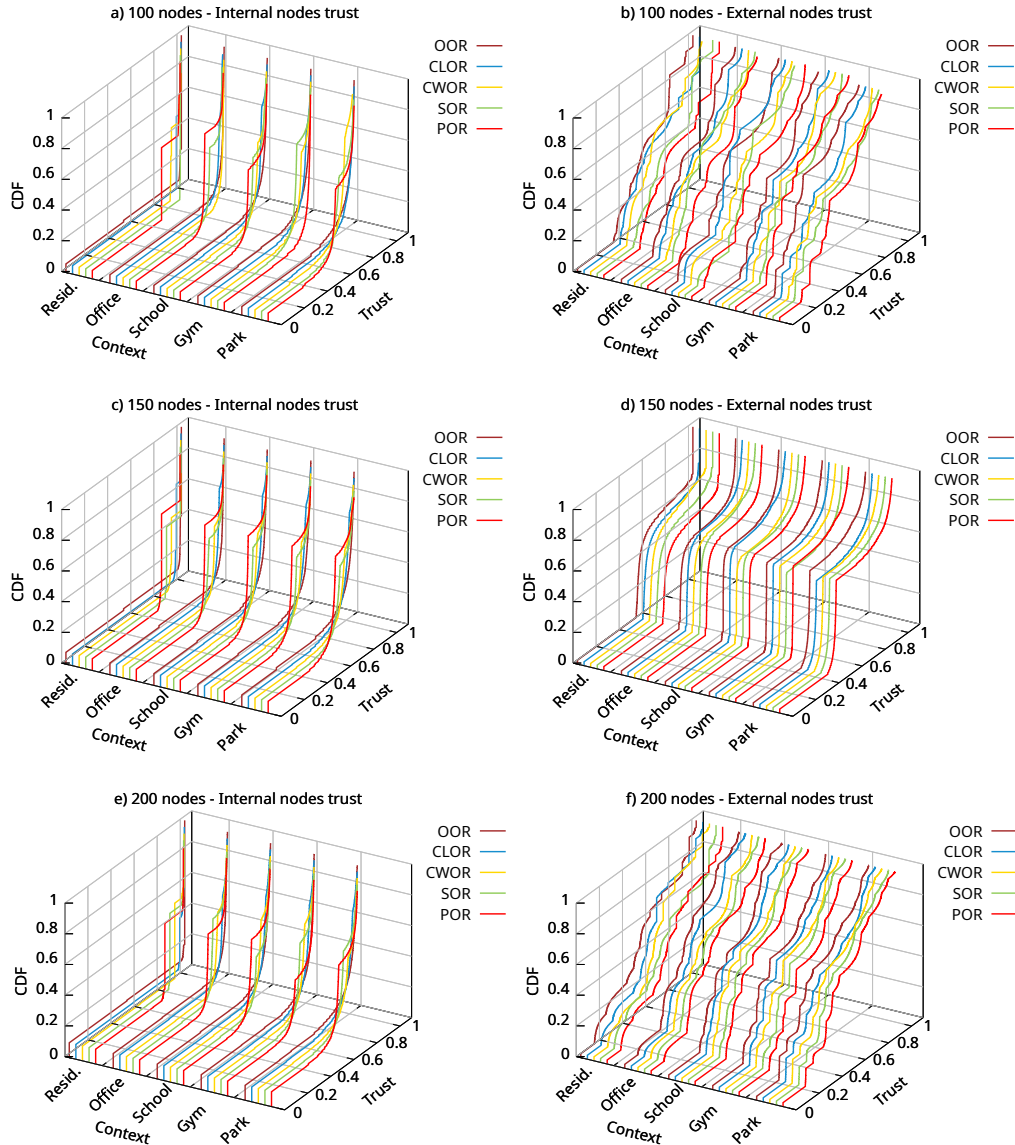 a) 100 nodes - Internal nodes trust
OOR
CLOR
CWOR
SOR
POR
1
0.8
0.6
0.4
0.2
0
CDF
Resid.
Office
School
Gym
Park
Context
0
0.2
0.4
0.6
0.8
1
Trust
b) 100 nodes - External nodes trust
OOR
CLOR
CWOR
SOR
POR
1
0.8
0.6
0.4
0.2
0
CDF
Resid.
Office
School
Gym
Park
Context
0
0.2
0.4
0.6
0.8
1
Trust
c) 150 nodes - Internal nodes trust
OOR
CLOR
CWOR
SOR
POR
1
0.8
0.6
0.4
0.2
0
CDF
Resid.
Office
School
Gym
Park
Context
0
0.2
0.4
0.6
0.8
1
Trust
d) 150 nodes - External nodes trust
OOR
CLOR
CWOR
SOR
POR
1
0.8
0.6
0.4
0.2
0
CDF
Resid.
Office
School
Gym
Park
Context
0
0.2
0.4
0.6
0.8
1
Trust
e) 200 nodes - Internal nodes trust
OOR
CLOR
CWOR
SOR
POR
1
0.8
0.6
0.4
0.2
0
CDF
Resid.
Office
School
Gym
Park
Context
0
0.2
0.4
0.6
0.8
1
Trust
f) 200 nodes - External nodes trust
OOR
CLOR
CWOR
SOR
POR
1
0.8
0.6
0.4
0.2
0
CDF
Resid.
Office
School
Gym
Park
Context
0
0.2
0.4
0.6
0.8
1
Trust